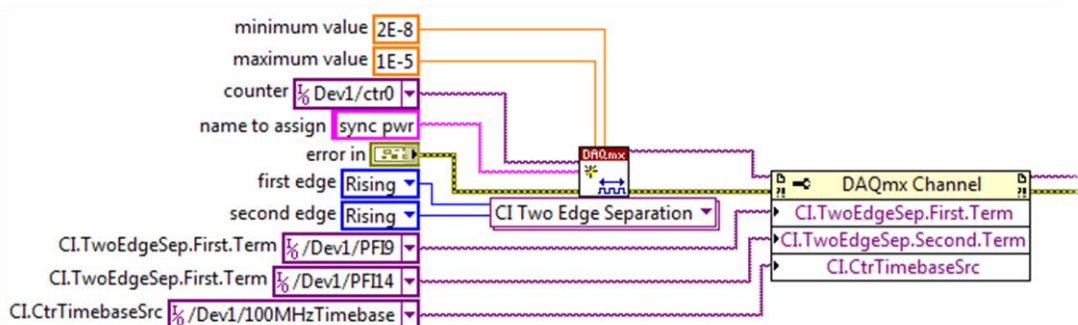 minimum value 2E-8
maximum value 1E-5
counter Dev1/ctr0
name to assign sync pwr
error in
first edge Rising
second edge Rising
CI.TwoEdgeSep.First.Term /Dev1/PFI9
CI.TwoEdgeSep.First.Term /Dev1/PFI14
CI.CtrTimebaseSrc /Dev1/100MHzTimebase
DAQmx
CI Two Edge Separation
DAQmx Channel
CI.TwoEdgeSep.First.Term
CI.TwoEdgeSep.Second.Term
CI.CtrTimebaseSrc